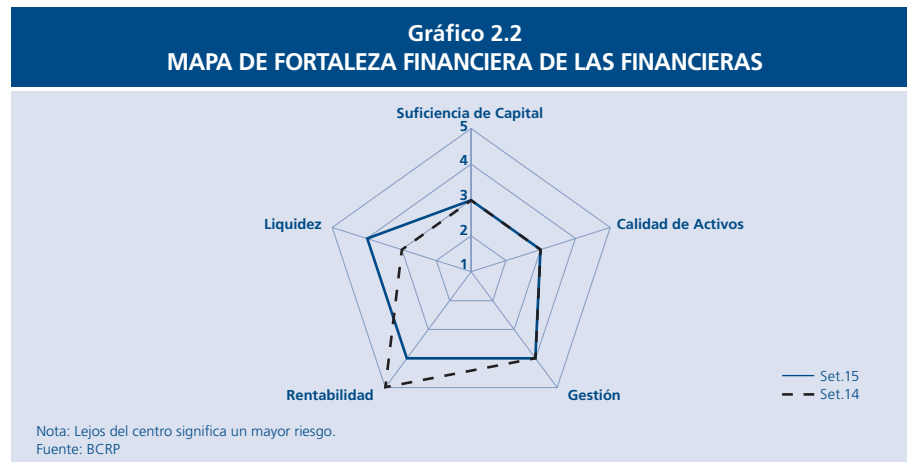 Gráfico 2.2
MAPA DE FORTALEZA FINANCIERA DE LAS FINANCIERAS
Suficiencia de Capital
5
4
3
2
1
Liquidez
Calidad de Activos
Rentabilidad
Gestión
Set.15
Set.14
Nota: Lejos del centro significa un mayor riesgo.
Fuente: BCRP